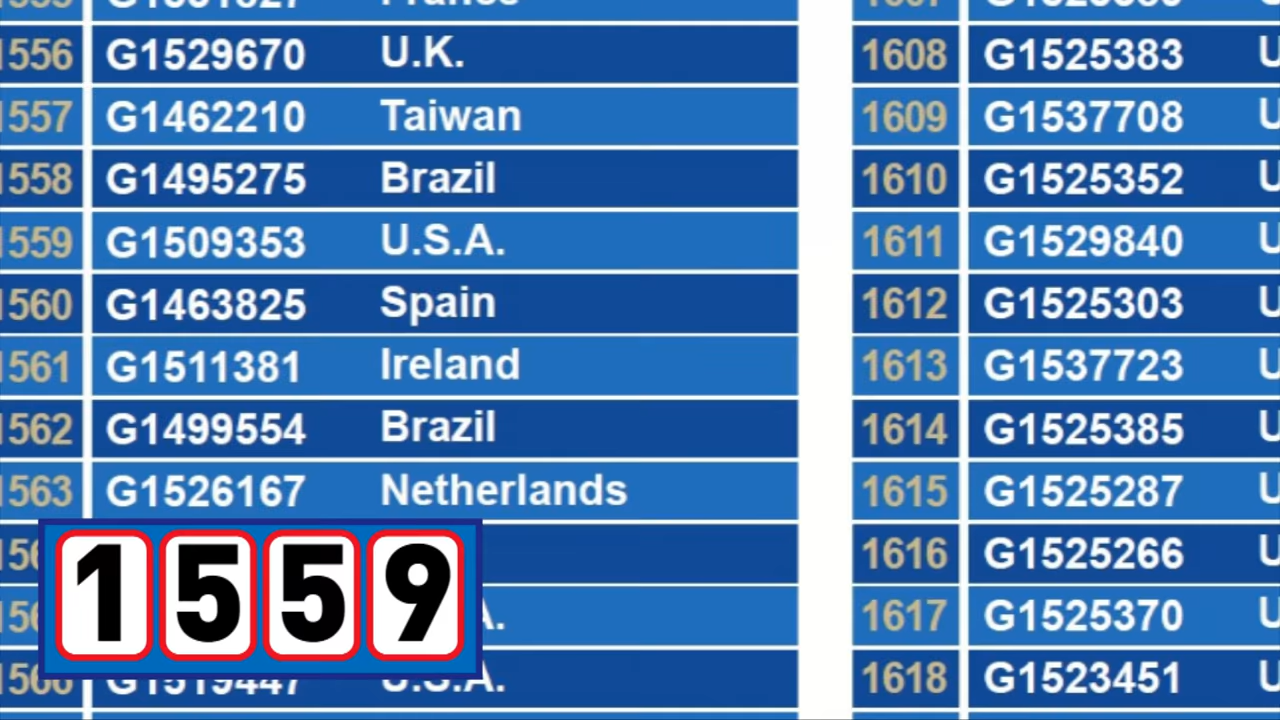 1556 G1529670 U.K.
1557 G1462210 Taiwan
1558 G1495275 Brazil
1559 G1509353 U.S.A.
1560 G1463825 Spain
1561 G1511381 Ireland
1562 G1499554 Brazil
1563 G1526167 Netherlands
1566 G1519447 U.S.A.
1559
1608 G1525383
1609 G1537708
1610 G1525352
1611 G1529840
1612 G1525303
1613 G1537723
1614 G1525385
1615 G1525287
1616 G1525266
1617 G1525370
1618 G1523451